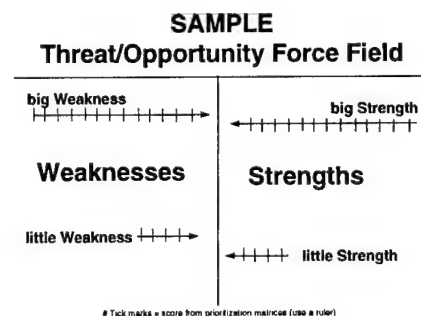 SAMPLE
Threat/Opportunity Force Field
big Weakness
big Strength
Weaknesses
Strengths
little Weakness
little Strength
# Tick marks = score from prioritization matrices (use a ruler)